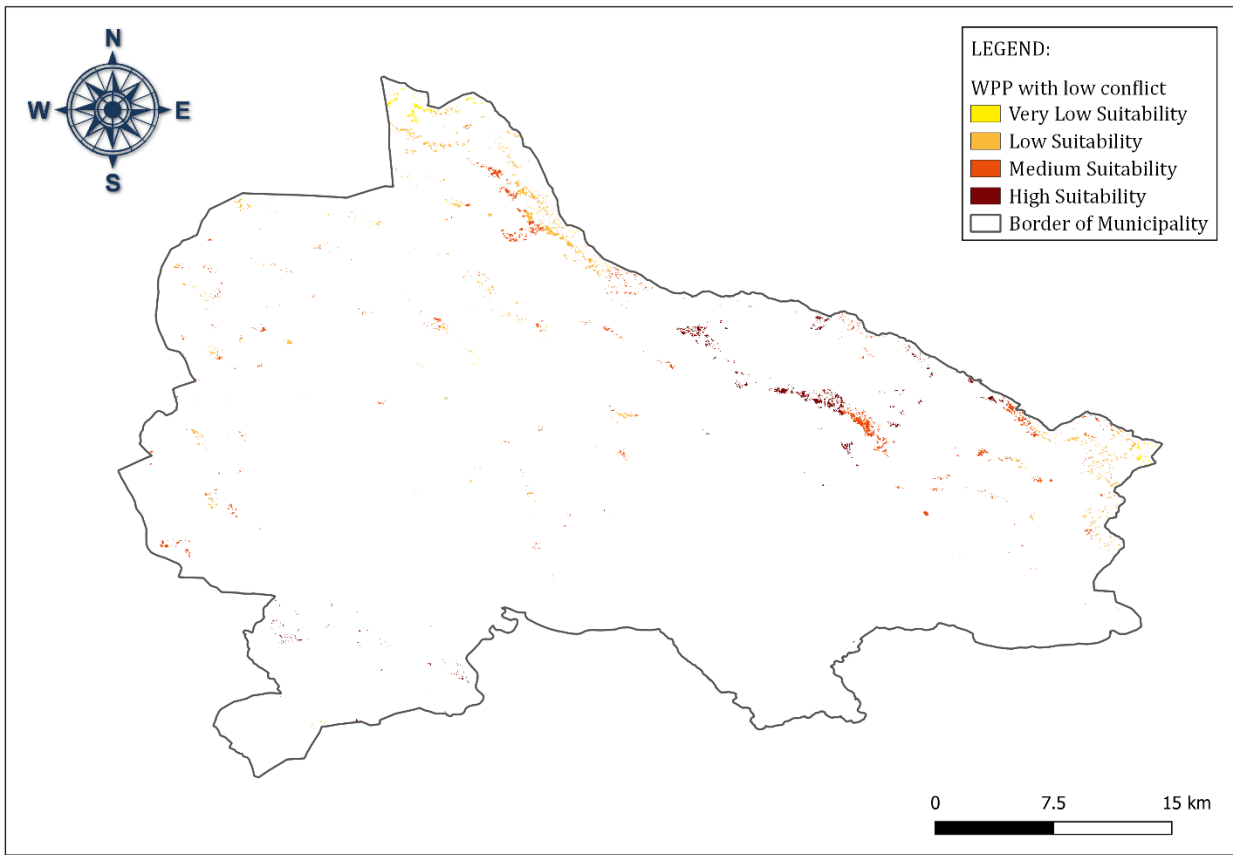 N
W
E
S
LEGEND:
WPP with low conflict
Very Low Suitability
Low Suitability
Medium Suitability
High Suitability
Border of Municipality
0 7.5 15 km